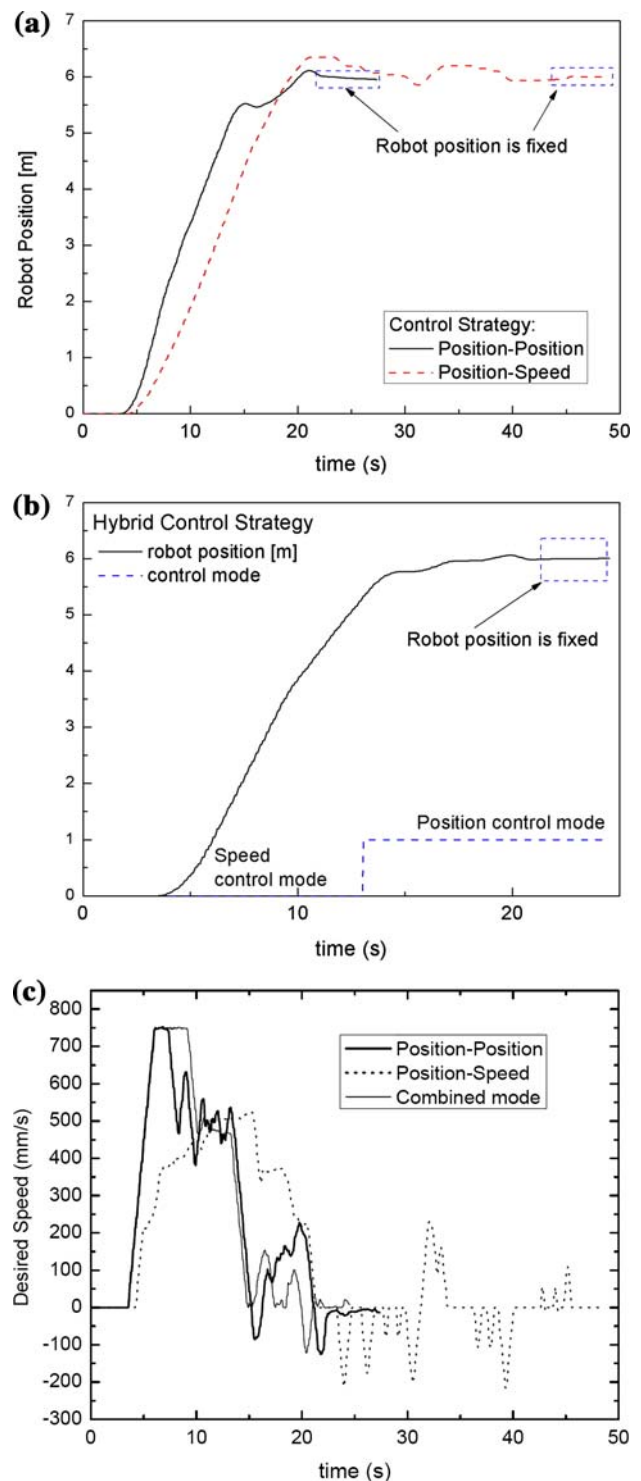 (a)
7
6
5
4
3
2
1
0
Robot Position [m]
Robot position is fixed
Control Strategy:
Position-Position
Position-Speed
0 10 20 30 40 50
time (s)
(b)
7
6
5
4
3
2
1
0
Hybrid Control Strategy
robot position [m]
control mode
Robot position is fixed
Position control mode
Speed
control mode
0 10 20
time (s)
(c)
800
700
600
500
400
300
200
100
0
-100
-200
-300
Desired Speed (mm/s)
Position-Position
Position-Speed
Combined mode
0 10 20 30 40 50
time (s)